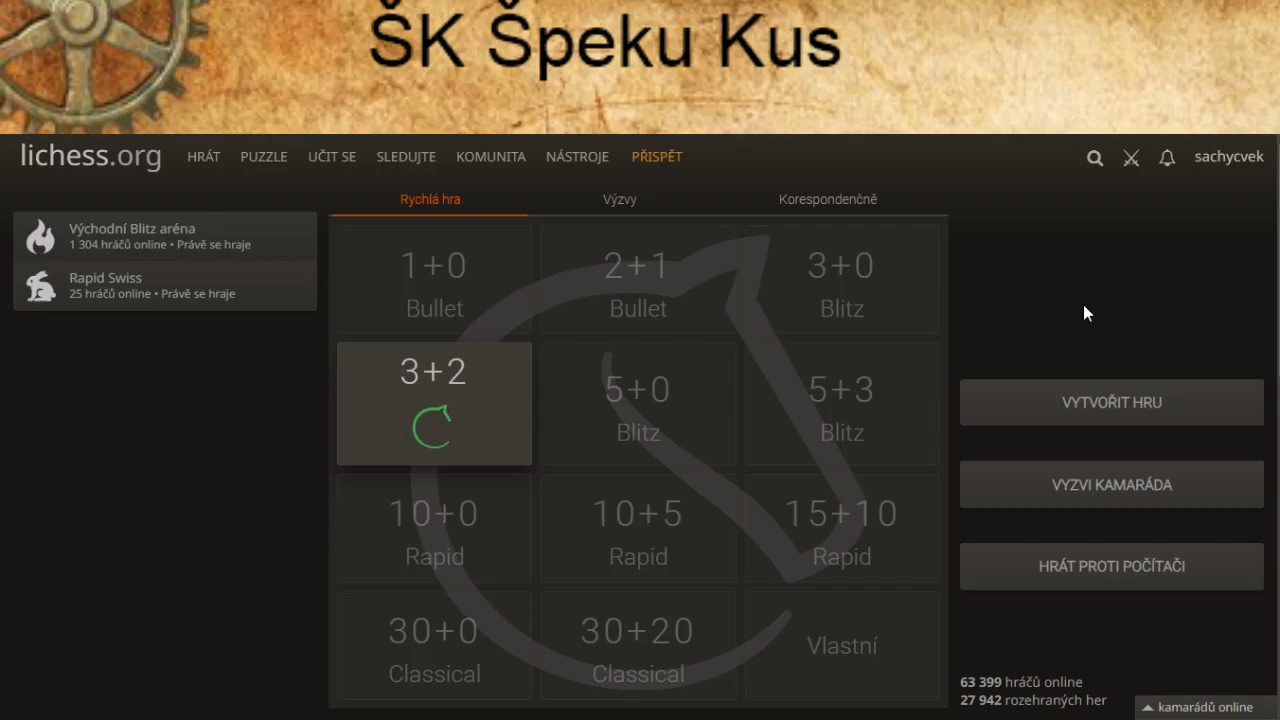 ŠK Špeku Kus
lichess.org
HRÁT
PUZZLE
UČIT SE
SLEDUJTE
KOMUNITA
NÁSTROJE
PŘISPĚT
sachycvek
Rychlá hra
Výzvy
Korespondenčně
Východní Blitz aréna
1 304 hráčů online • Právě se hraje
Rapid Swiss
25 hráčů online • Právě se hraje
1+0
Bullet
2+1
Bullet
3+0
Blitz
3+2
5+0
Blitz
5+3
Blitz
10+0
Rapid
10+5
Rapid
15+10
Rapid
30+0
Classical
30+20
Classical
Vlastní
VYTVOŘIT HRU
VYZVI KAMARÁDA
HRÁT PROTI POČÍTAČI
63 399 hráčů online
27 942 rozehraných her
kamarádů online